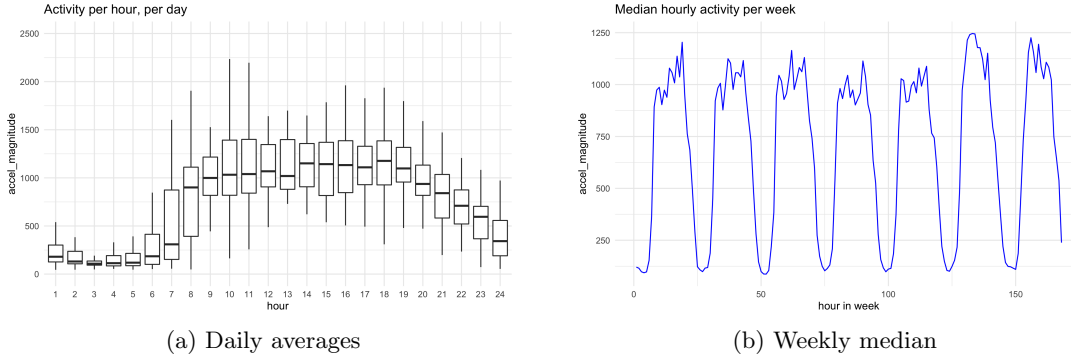 Activity per hour, per day
2500
2000
1500
1000
500
0
accel_magnitude
1 2 3 4 5 6 7 8 9 10 11 12 13 14 15 16 17 18 19 20 21 22 23 24
hour
(a) Daily averages
Median hourly activity per week
1250
1000
750
500
250
accel_magnitude
0 50 100 150
hour in week
(b) Weekly median